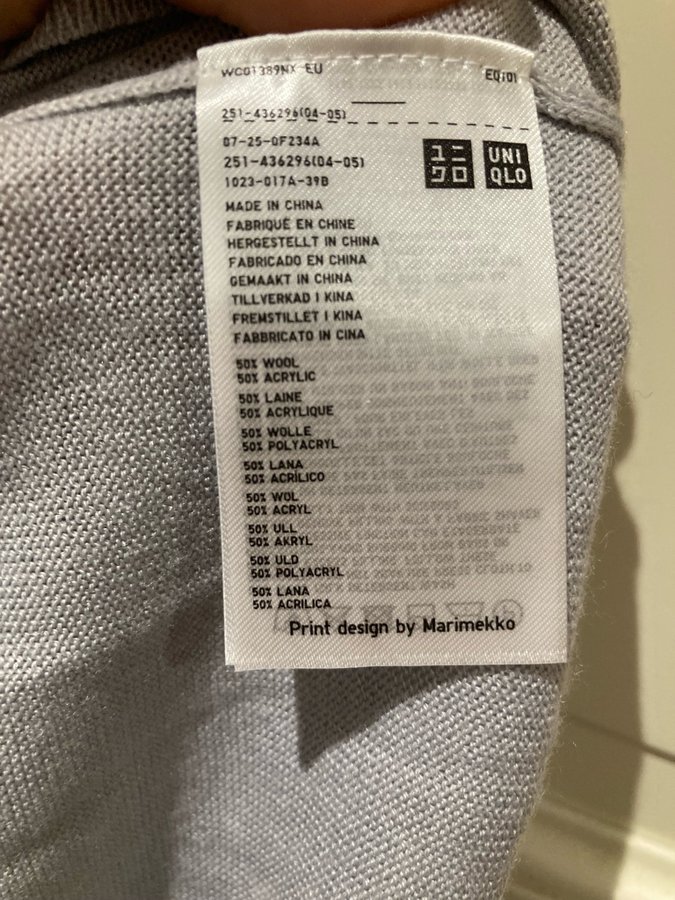 WC01389NX EU
EQ101
251-436296(04-05)
07-25-0F234A
251-436296(04-05)
1023-017A-39B
ユニ
クロ
UNI
QLO
MADE IN CHINA
FABRIQUÉ EN CHINE
HERGESTELLT IN CHINA
FABRICADO EN CHINA
GEMAAKT IN CHINA
TILLVERKAD I KINA
FREMSTILLET I KINA
FABBRICATO IN CINA
50% WOOL
50% ACRYLIC
50% LAINE
50% ACRYLIQUE
50% WOLLE
50% POLYACRYL
50% LANA
50% ACRÍLICO
50% WOL
50% ACRYL
50% ULL
50% AKRYL
50% ULD
50% POLYACRYL
50% LANA
50% ACRILICA
Print design by Marimekko